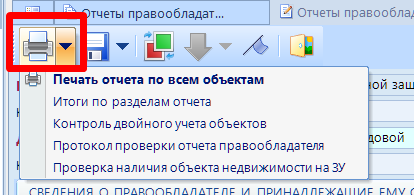 Отчеты правообладат... Отчеты правообладат
Печать отчета по всем объектам
Итоги по разделам отчета
Контроль двойного учета объектов
Протокол проверки отчета правообладателя
Проверка наличия объекта недвижимости на ЗУ
СВЕДЕНИЯ О ПРАВООБЛАДАТЕЛЕ И ПРИНАДЛЕЖАЩЕМ ЕМУ